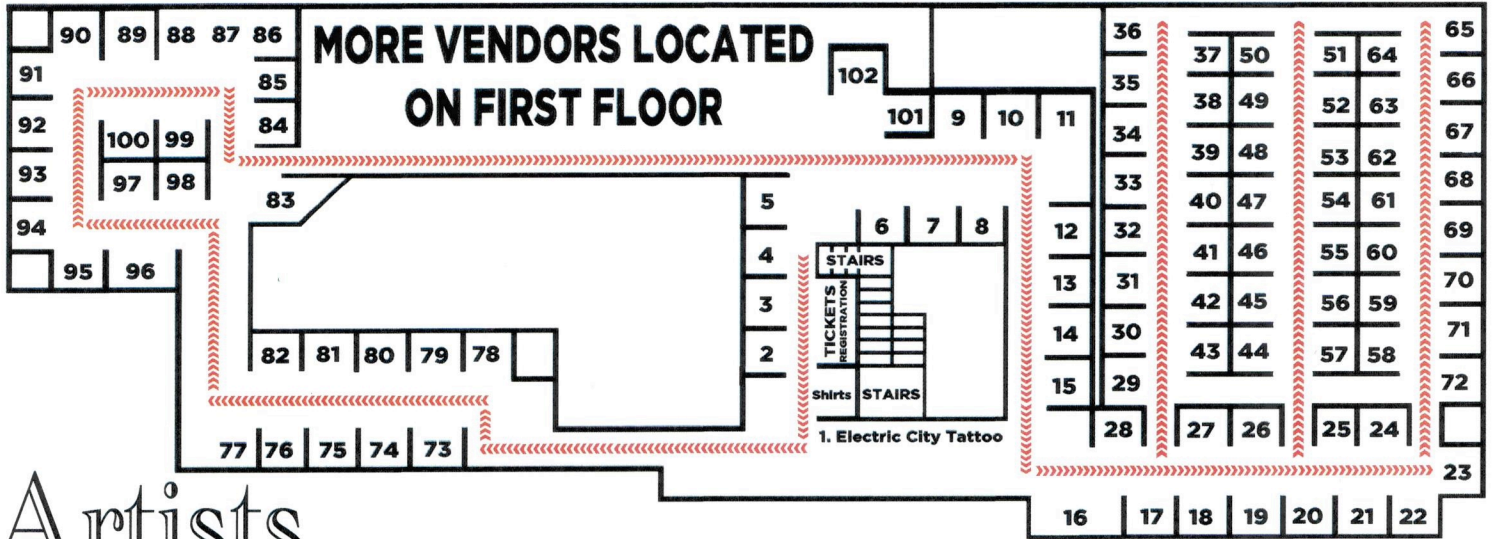 90 89 88 87 86 MORE VENDORS LOCATED 36 65
37 50 51 64
91 85 102 35 66
ON FIRST FLOOR
38 49 52 63
92 84 101 9 10 11 34 67
100 99
39 48 53 62
93 97 98 33 68
83 5 40 47 54 61
94 6 7 8 12 32 69
4 STAIRS 41 46 55 60
95 96 13 31 70
3 TICKETS 42 45 56 59
REGISTRATION
14 30 71
82 81 80 79 78 2 43 44 57 58
15 29 72
Shirts STAIRS
28 27 26 25 24
1. Electric City Tattoo
77 76 75 74 73
23
16 17 18 19 20 21 22
Artists